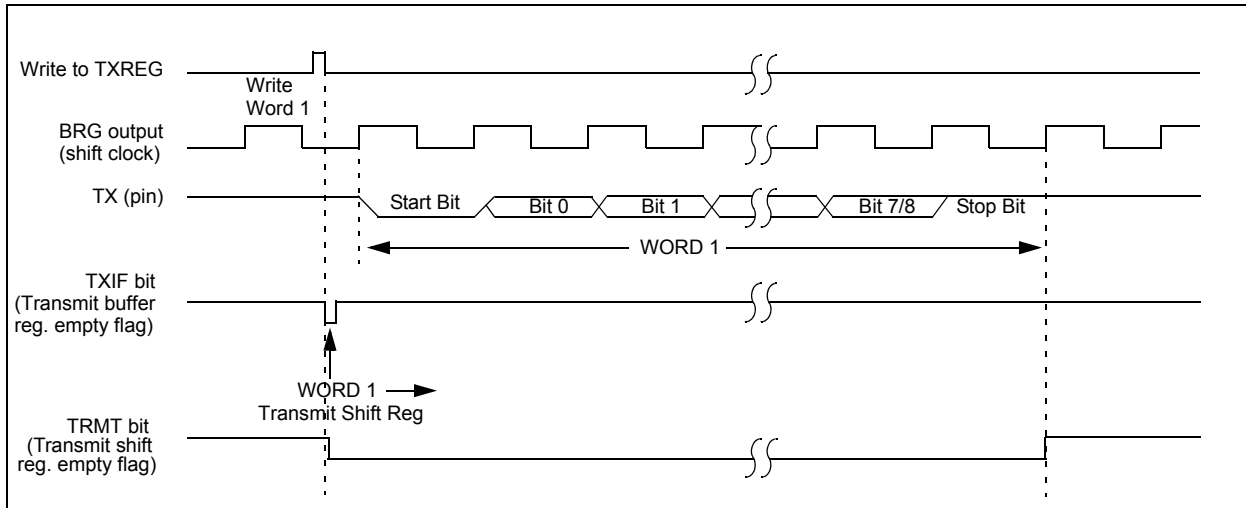 Write to TXREG
Write
Word 1
BRG output
(shift clock)
TX (pin)
Start Bit
Bit 0
Bit 1
Bit 7/8
Stop Bit
WORD 1
TXIF bit
(Transmit buffer
reg. empty flag)
WORD 1
Transmit Shift Reg
TRMT bit
(Transmit shift
reg. empty flag)